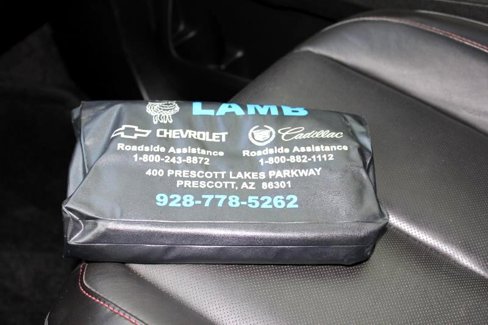 LAMB
CHEVROLET Cadillac
Roadside Assistance Roadside Assistance
1-800-243-8872 1-800-882-1112
400 PRESCOTT LAKES PARKWAY
PRESCOTT, AZ 86301
928-778-5262